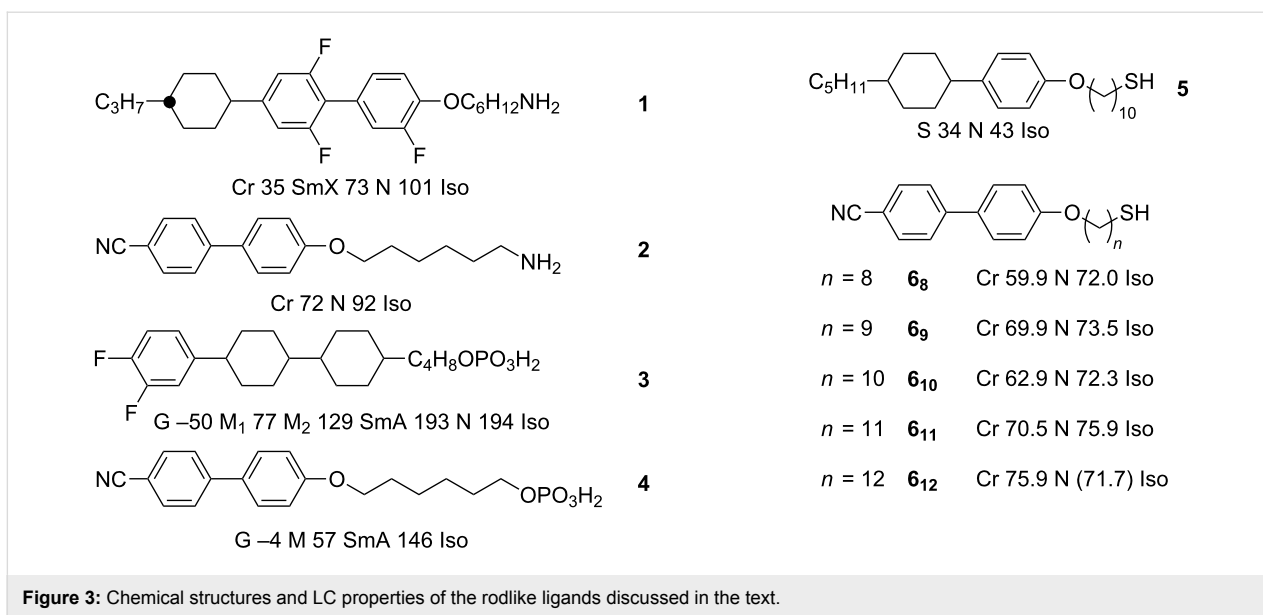 F
C₃H₇
OC₆H₁₂NH₂
1
F
F
Cr 35 SmX 73 N 101 Iso
NC
O
NH₂
2
Cr 72 N 92 Iso
F
F
C₄H₈OPO₃H₂
3
G –50 M₁ 77 M₂ 129 SmA 193 N 194 Iso
NC
O
OPO₃H₂
4
G –4 M 57 SmA 146 Iso
C₅H₁₁
O
SH
10
5
S 34 N 43 Iso
NC
O
SH
n
n = 8 6₈ Cr 59.9 N 72.0 Iso
n = 9 6₉ Cr 69.9 N 73.5 Iso
n = 10 6₁₀ Cr 62.9 N 72.3 Iso
n = 11 6₁₁ Cr 70.5 N 75.9 Iso
n = 12 6₁₂ Cr 75.9 N (71.7) Iso
Figure 3: Chemical structures and LC properties of the rodlike ligands discussed in the text.